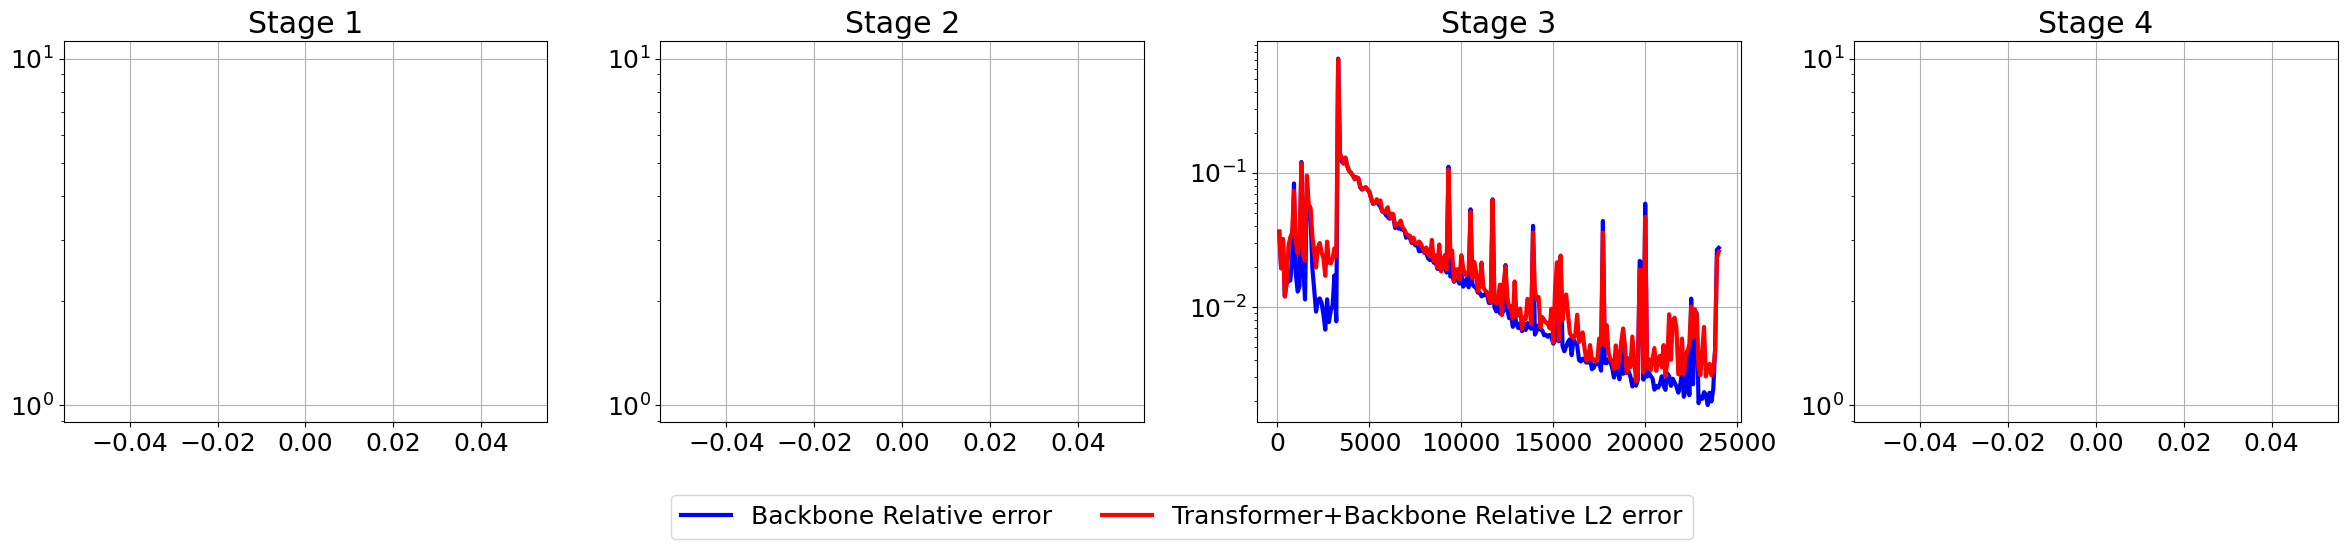 Stage 1 Stage 2 Stage 3 Stage 4
10^1 10^1 10^−1 10^1
10^0 10^0 10^−2 10^0
−0.04 −0.02 0.00 0.02 0.04 −0.04 −0.02 0.00 0.02 0.04 0 5000 10000 15000 20000 25000 −0.04 −0.02 0.00 0.02 0.04
Backbone Relative error Transformer+Backbone Relative L2 error